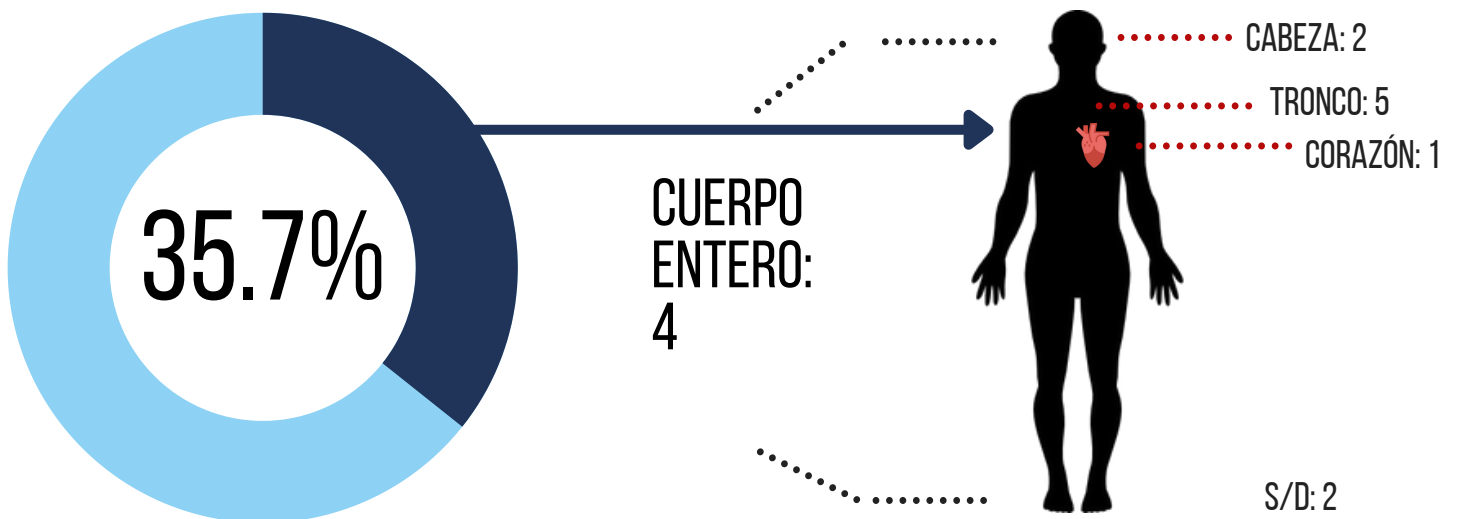 35.7%
CUERPO
ENTERO:
4
CABEZA: 2
TRONCO: 5
CORAZÓN: 1
S/D: 2